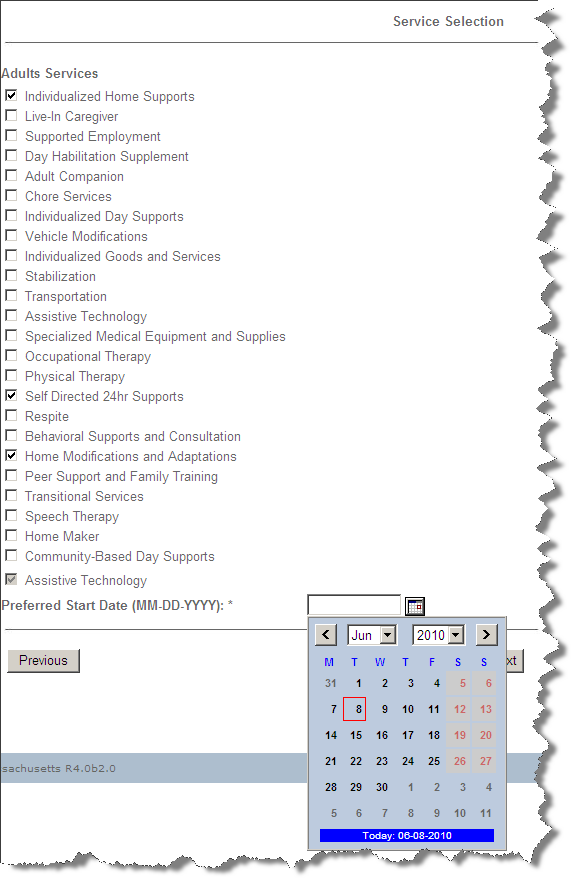 Service Selection
Adults Services
Individualized Home Supports
Live-In Caregiver
Supported Employment
Day Habilitation Supplement
Adult Companion
Chore Services
Individualized Day Supports
Vehicle Modifications
Individualized Goods and Services
Stabilization
Transportation
Assistive Technology
Specialized Medical Equipment and Supplies
Occupational Therapy
Physical Therapy
Self Directed 24hr Supports
Respite
Behavioral Supports and Consultation
Home Modifications and Adaptations
Peer Support and Family Training
Transitional Services
Speech Therapy
Home Maker
Community-Based Day Supports
Assistive Technology
Preferred Start Date (MM-DD-YYYY): *
< Jun 2010 >
M T W T F S S
31 1 2 3 4 5 6
7 8 9 10 11 12 13
14 15 16 17 18 19 20
21 22 23 24 25 26 27
28 29 30 1 2 3 4
5 6 7 8 9 10 11
Today: 06-08-2010
Previous
xt
sachusetts R4.0b2.0